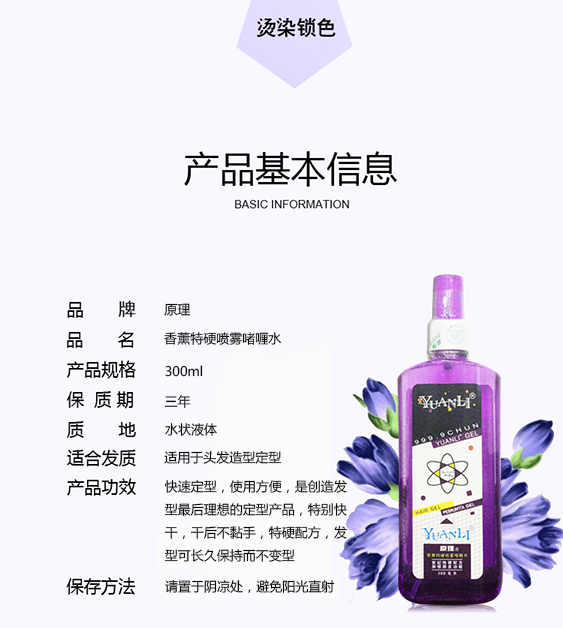 烫染锁色
产品基本信息
BASIC INFORMATION
品 牌 原理
品 名 香薰特硬喷雾啫喱水
产品规格 300ml
保 质 期 三年
质 地 水状液体
适合发质 适用于头发造型定型
产品功效 快速定型，使用方便，是创造发
型最后理想的定型产品，特别快
干，干后不黏手，特硬配方，发
型可长久保持而不变型
保存方法 请置于阴凉处，避免阳光直射
YUANLI®
999.9CHUN
YUANLI® GEL
HAIR GEL
YUANLI
原理®